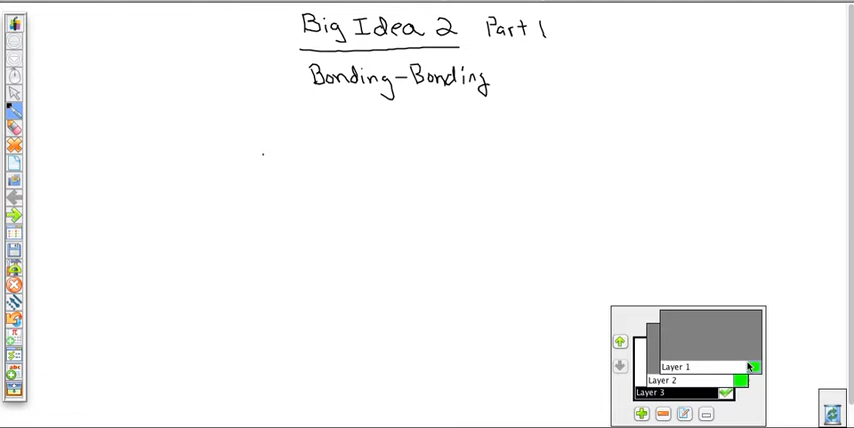 Big Idea 2 Part 1
Bonding-Bonding
Layer 1
Layer 2
Layer 3